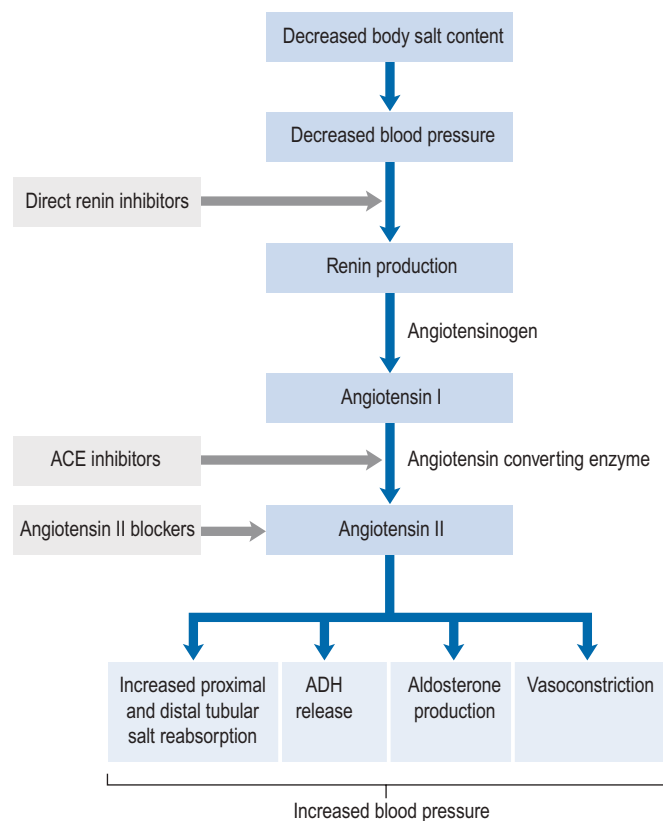 Decreased body salt content
Decreased blood pressure
Direct renin inhibitors
Renin production
Angiotensinogen
Angiotensin I
ACE inhibitors
Angiotensin converting enzyme
Angiotensin II blockers
Angiotensin II
Increased proximal
and distal tubular
salt reabsorption
ADH
release
Aldosterone
production
Vasoconstriction
Increased blood pressure